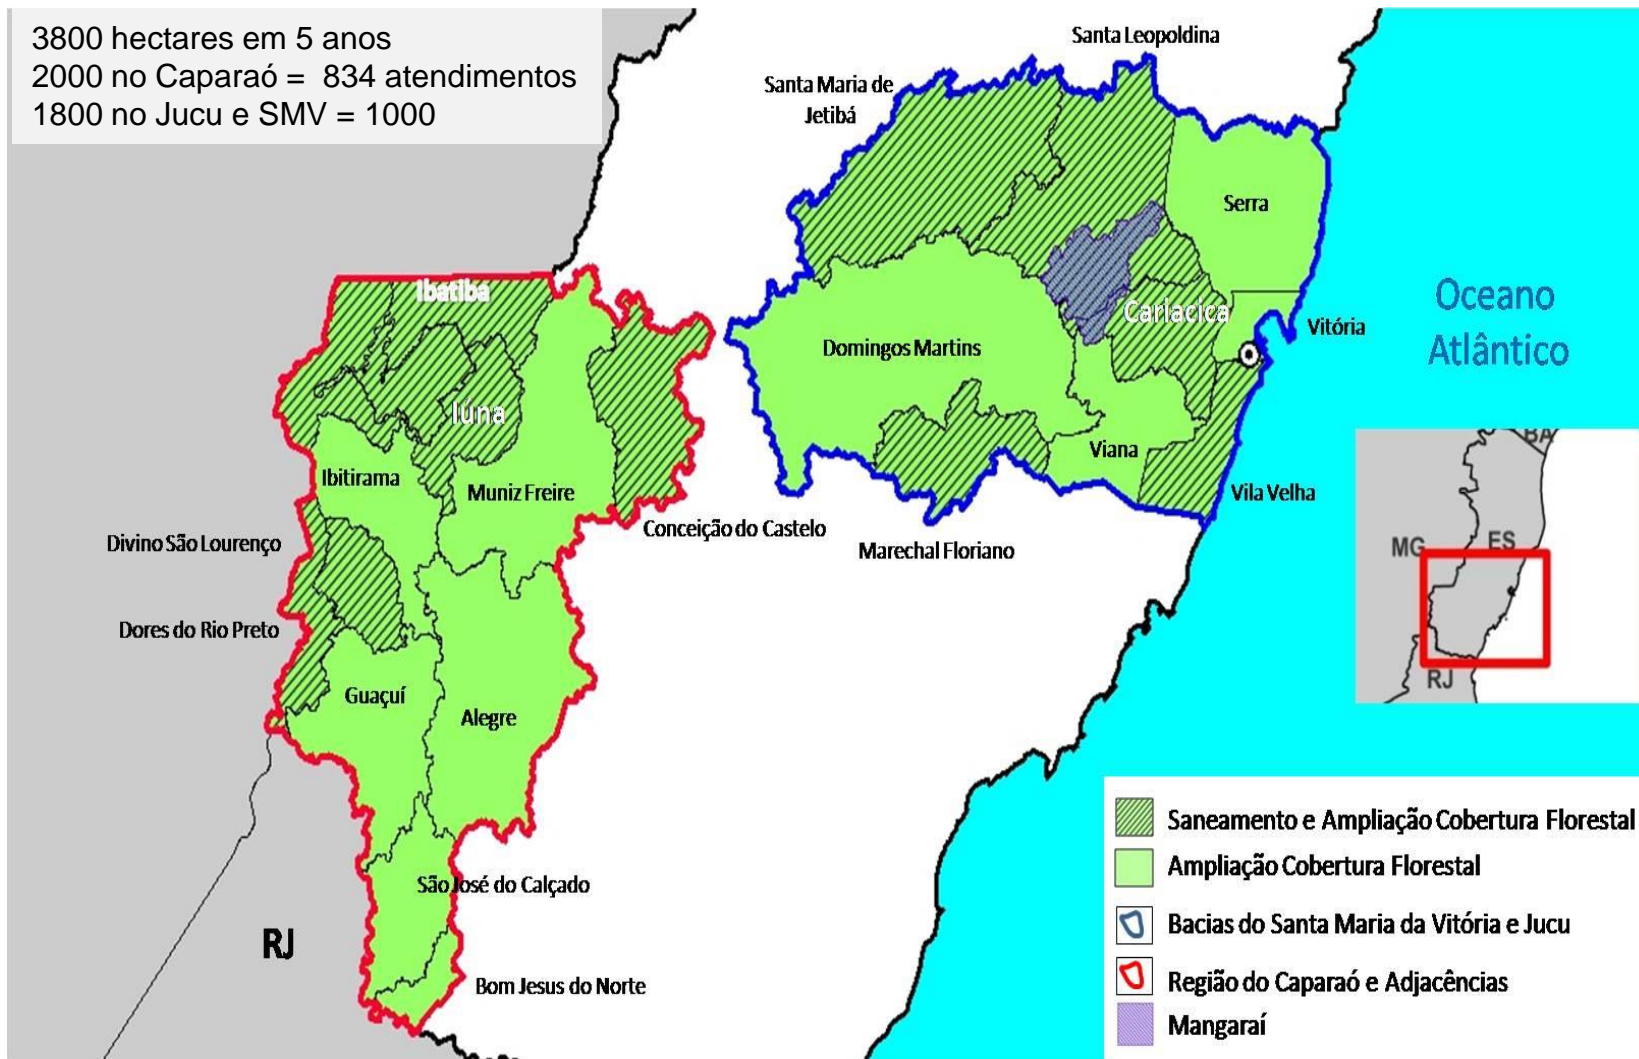 3800 hectares em 5 anos
2000 no Caparaó = 834 atendimentos
1800 no Jucu e SMV = 1000
Santa Leopoldina
Santa Maria de
Jetibá
Serra
Ibatiba
Cariacica
Vitória
Oceano
Atlântico
Domingos Martins
Iúna
Ibitirama
Muniz Freire
Viana
Vila Velha
Conceição do Castelo
Marechal Floriano
Divino São Lourenço
Dores do Rio Preto
Guaçuí
Alegre
São José do Calçado
RJ
Bom Jesus do Norte
BA
MG
ES
RJ
Saneamento e Ampliação Cobertura Florestal
Ampliação Cobertura Florestal
Bacias do Santa Maria da Vitória e Jucu
Região do Caparaó e Adjacências
Mangaraí